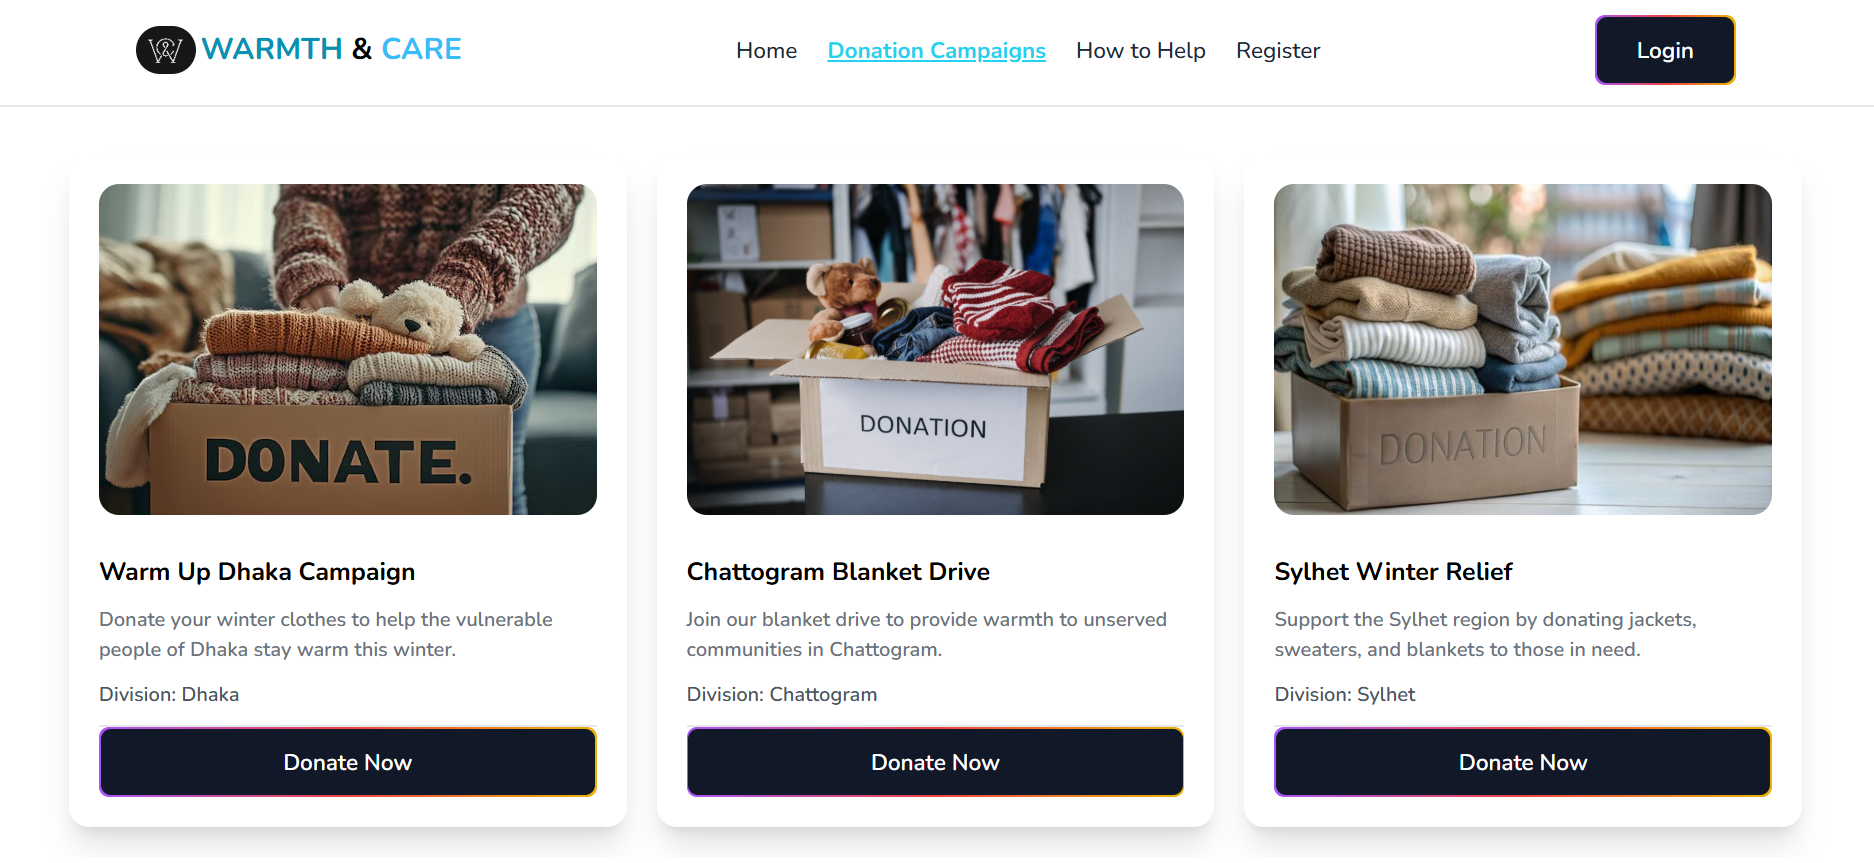 W&
WARMTH & CARE
Home
Donation Campaigns
How to Help
Register
Login
DONATE.
DONATION
DONATION
Warm Up Dhaka Campaign
Donate your winter clothes to help the vulnerable
people of Dhaka stay warm this winter.
Division: Dhaka
Donate Now
Chattogram Blanket Drive
Join our blanket drive to provide warmth to unserved
communities in Chattogram.
Division: Chattogram
Donate Now
Sylhet Winter Relief
Support the Sylhet region by donating jackets,
sweaters, and blankets to those in need.
Division: Sylhet
Donate Now